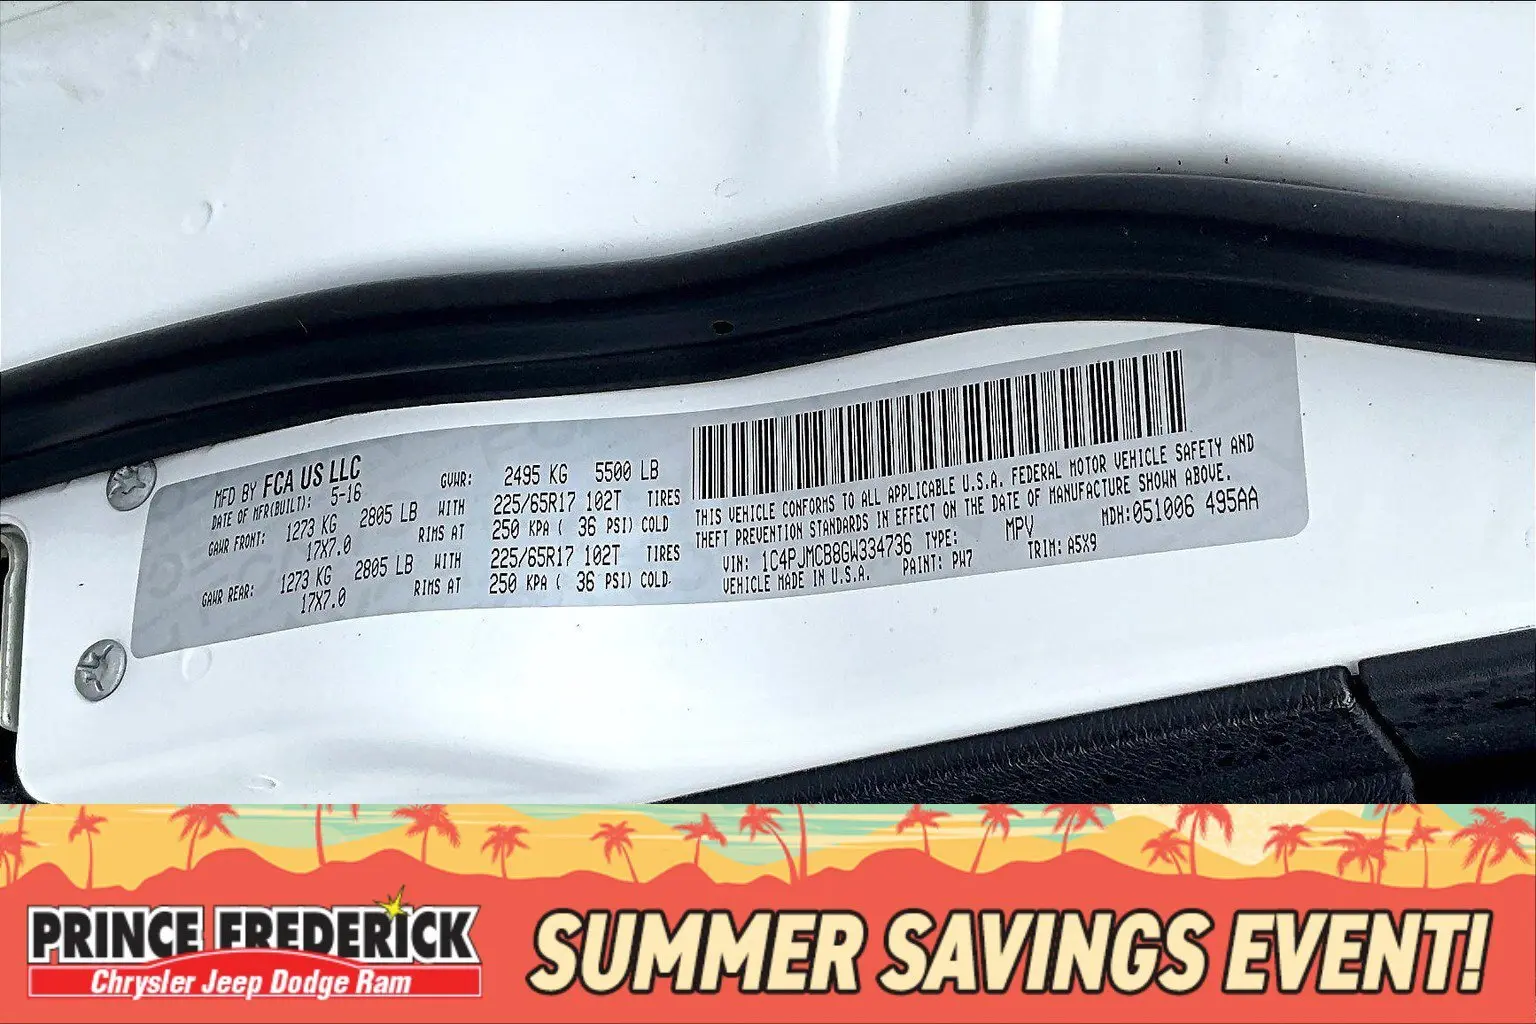 MFD BY FCA US LLC
DATE OF MFR(BUILT): 5-16
GVWR: 2495 KG 5500 LB
GAWR FRONT: 1273 KG 2805 LB WITH 225/65R17 102T TIRES
17X7.0 RIMS AT 250 KPA ( 36 PSI) COLD
GAWR REAR: 1273 KG 2805 LB WITH 225/65R17 102T TIRES
17X7.0 RIMS AT 250 KPA ( 36 PSI) COLD
THIS VEHICLE CONFORMS TO ALL APPLICABLE U.S.A. FEDERAL MOTOR VEHICLE SAFETY AND
THEFT PREVENTION STANDARDS IN EFFECT ON THE DATE OF MANUFACTURE SHOWN ABOVE.
VIN: 1C4PJMCB8GW334736 TYPE: MPV MDH:051006 495AA
VEHICLE MADE IN U.S.A. PAINT: PW7 TRIM: A5X9
PRINCE FREDERICK
Chrysler Jeep Dodge Ram
SUMMER SAVINGS EVENT!